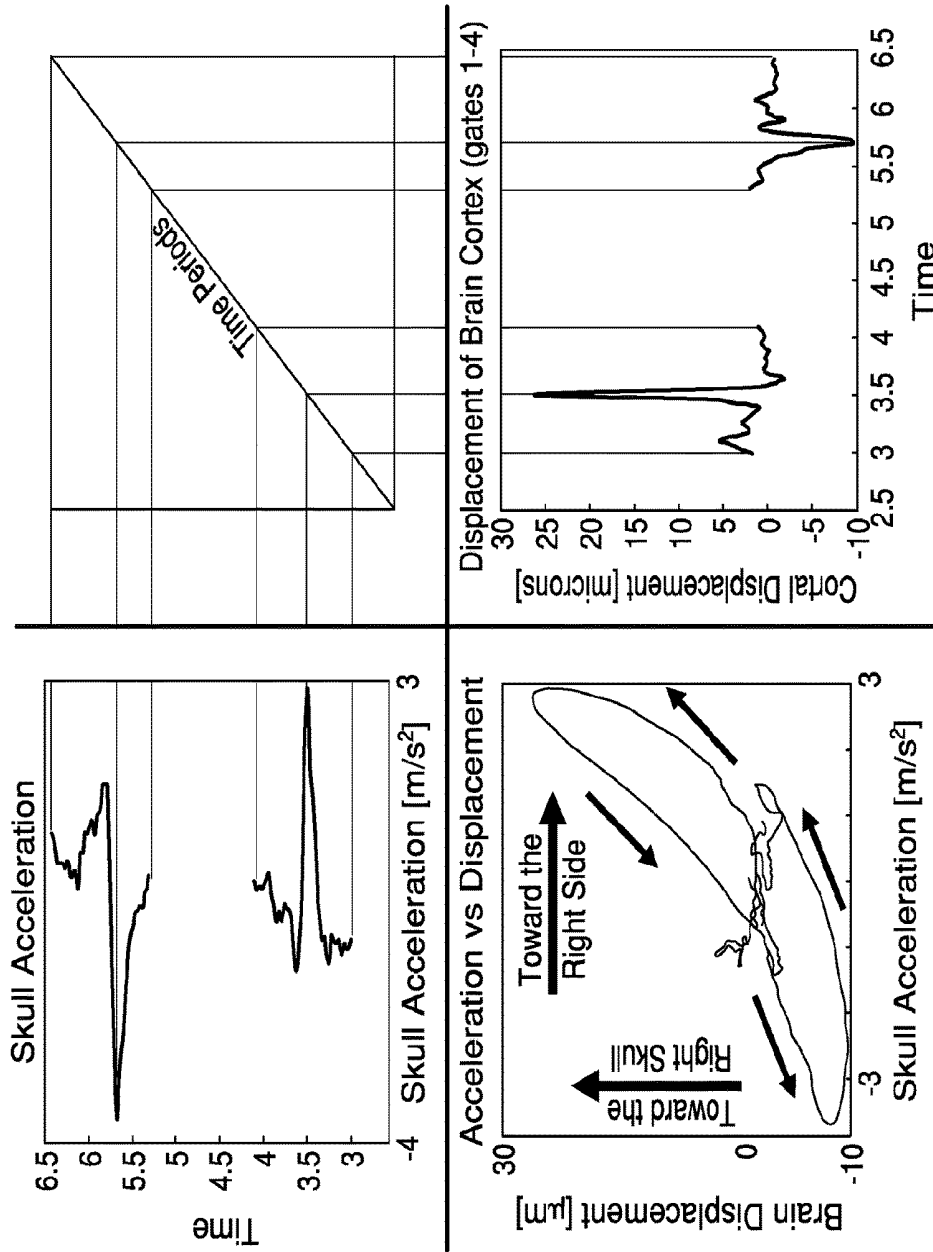 Skull Acceleration
6.5
6
5.5
5
4.5
4
3.5
3
Time
-4
3
Skull Acceleration [m/s²]
Time Periods
Acceleration vs Displacement
30
0
-10
Brain Displacement [μm]
Toward the
Right Skull
Toward the
Right Side
-3
3
Skull Acceleration [m/s²]
Displacement of Brain Cortex (gates 1-4)
30
25
20
15
10
5
0
-5
-10
Cortal Displacement [microns]
2.5
3
3.5
4
4.5
5
5.5
6
6.5
Time